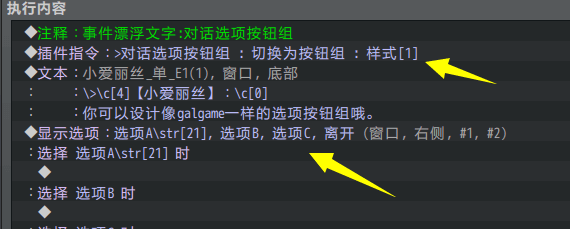 执行内容
◆注释：事件漂浮文字:对话选项按钮组
◆插件指令：>对话选项按钮组 : 切换为按钮组 : 样式[1]
◆文本：小爱丽丝_单_E1(1), 窗口, 底部
：　　：\>\c[4]【小爱丽丝】：\c[0]
：　　：你可以设计像galgame一样的选项按钮组哦。
◆显示选项：选项A\str[21], 选项B, 选项C, 离开（窗口, 右侧, #1, #2）
：选择 选项A\str[21] 时
◆
：选择 选项B 时
◆
：选择 选项C 时